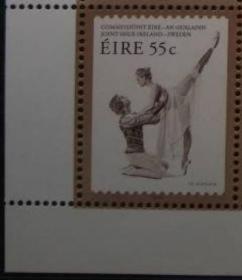 COMHEISIÚINT ÉIRE–AN tSUALAINN
JOINT ISSUE IRELAND–SWEDEN
ÉIRE 55c